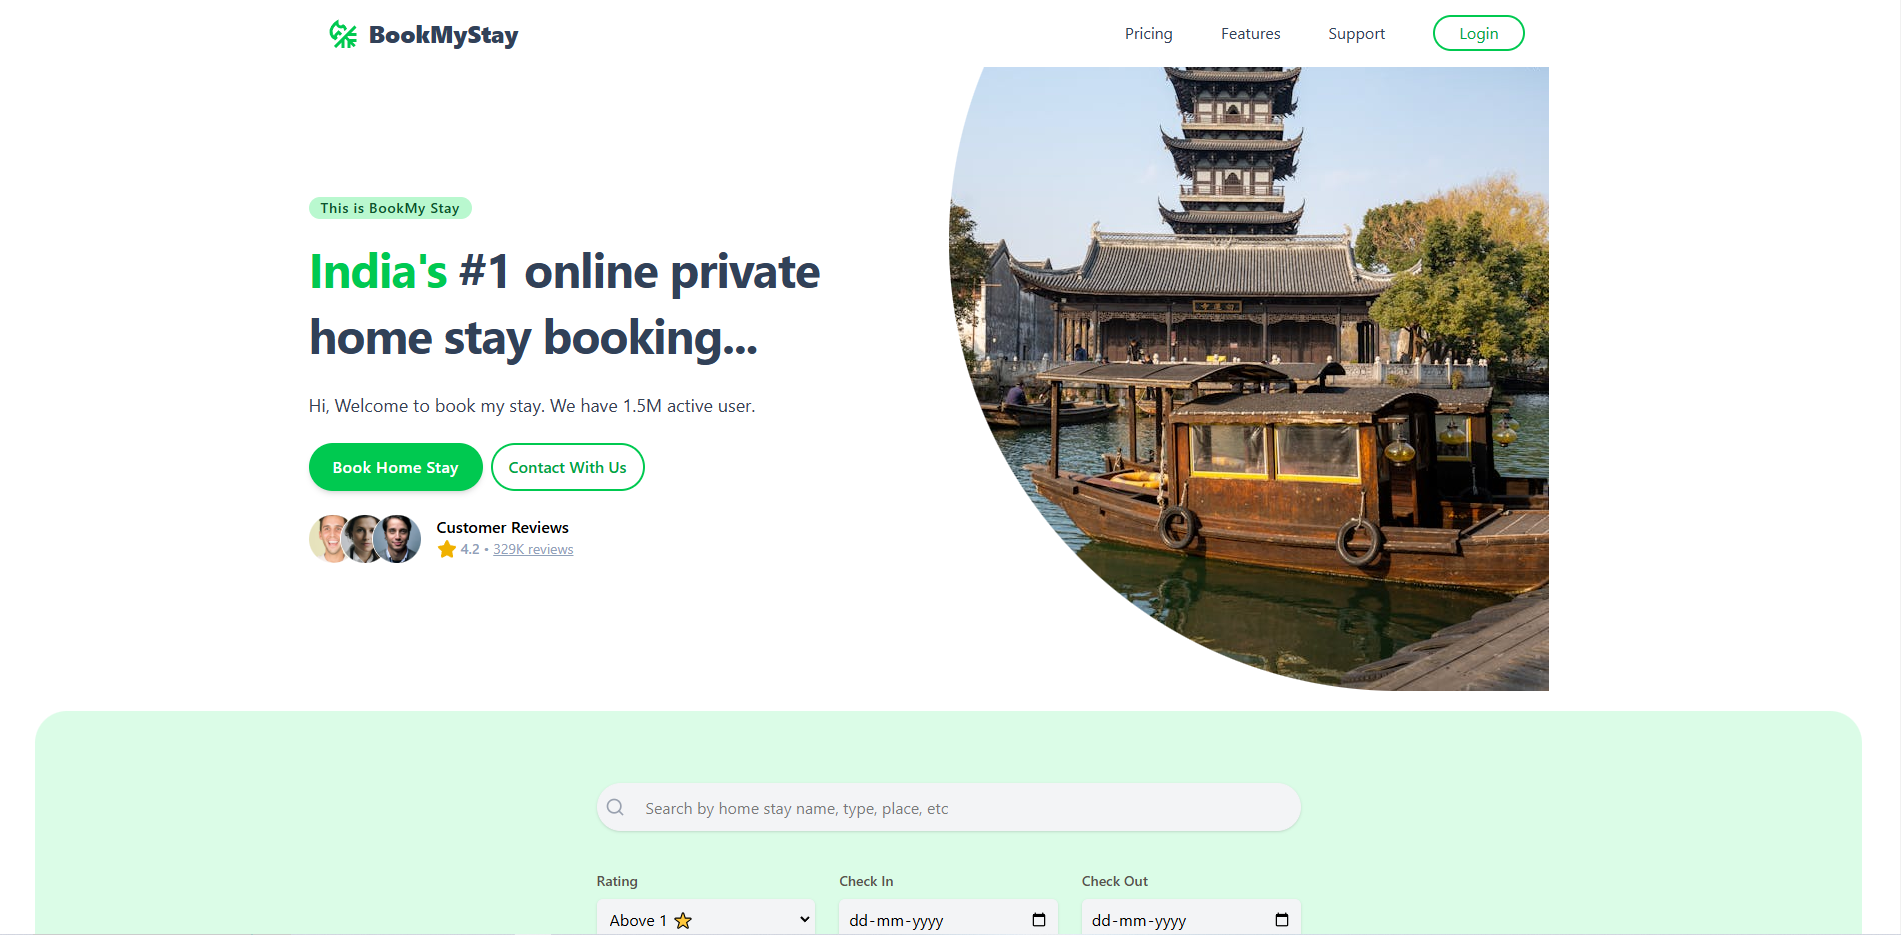 BookMyStay
Pricing
Features
Support
Login
This is BookMy Stay
India's #1 online private
home stay booking...
Hi, Welcome to book my stay. We have 1.5M active user.
Book Home Stay
Contact With Us
Customer Reviews
4.2 • 329K reviews
Search by home stay name, type, place, etc
Rating
Check In
Check Out
Above 1 ⭐
dd-mm-yyyy
dd-mm-yyyy